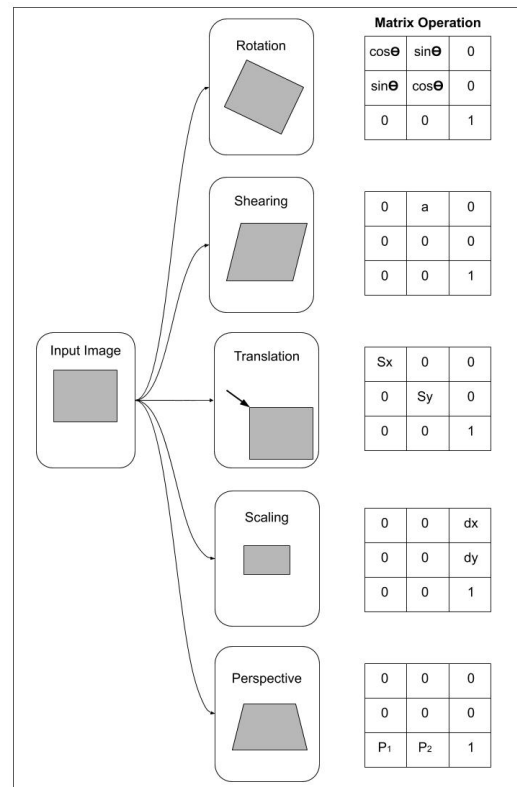 Matrix Operation
Rotation
cosΘ sinΘ 0
sinΘ cosΘ 0
0 0 1
Shearing
0 a 0
0 0 0
0 0 1
Input Image
Translation
Sx 0 0
0 Sy 0
0 0 1
Scaling
0 0 dx
0 0 dy
0 0 1
Perspective
0 0 0
0 0 0
P1 P2 1